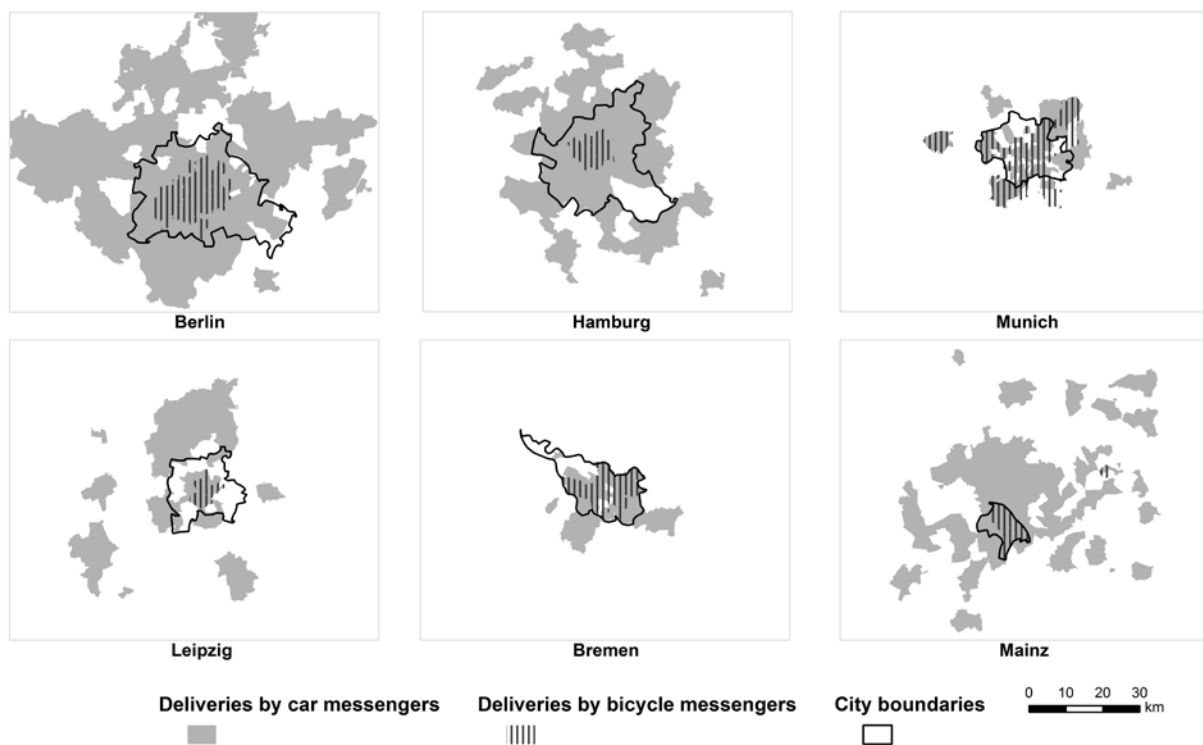 Berlin
Hamburg
Munich
Leipzig
Bremen
Mainz
Deliveries by car messengers
Deliveries by bicycle messengers
City boundaries
0 10 20 30
km